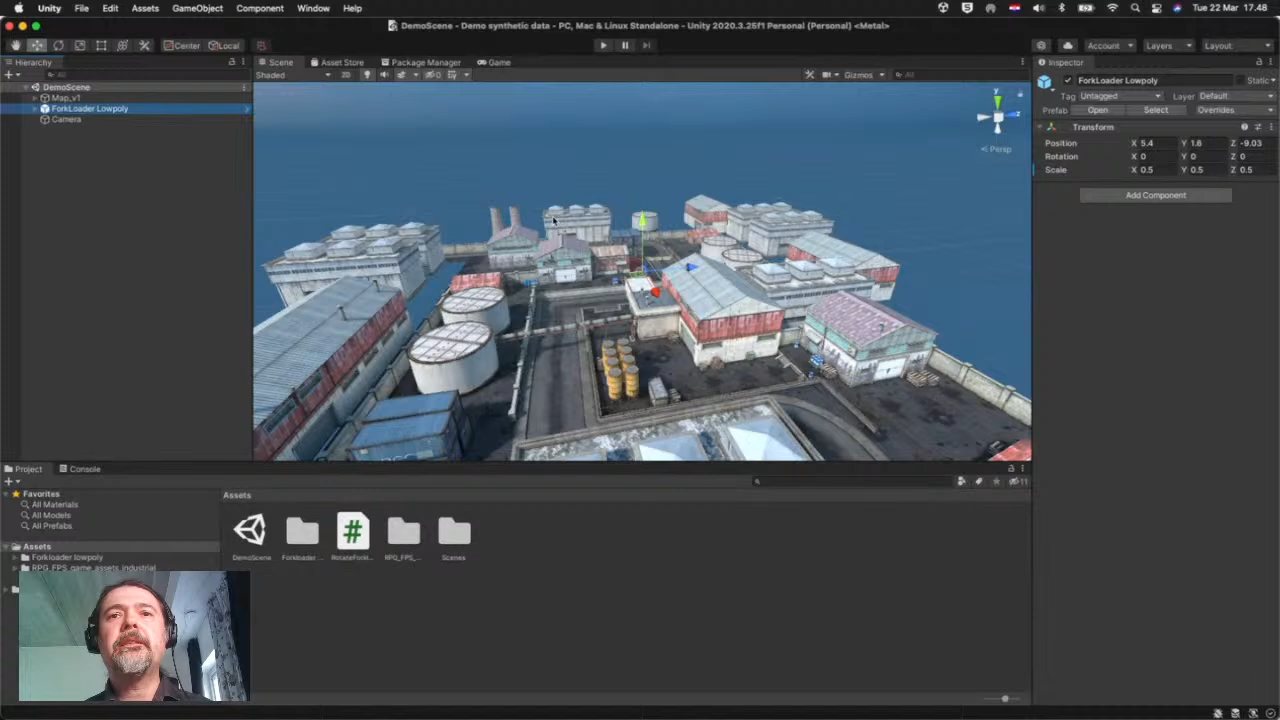 Unity File Edit Assets GameObject Component Window Help Tue 22 Mar 17.48
DemoScene - Demo synthetic data - PC, Mac & Linux Standalone - Unity 2020.3.25f1 Personal (Personal) <Metal>
Center Local Account Layers Layout
Hierarchy Scene Asset Store Package Manager Game Inspector
All Shaded 2D Gizmos All ForkLoader Lowpoly Static
DemoScene
Map_v1
ForkLoader Lowpoly
Camera
Tag Untagged Layer Default
Prefab Open Select Overrides
Transform
Position X 5.4 Y 1.6 Z -9.03
Rotation X 0 Y 0 Z 0
Scale X 0.5 Y 0.5 Z 0.5
Add Component
y
z
< Persp
Project Console
11
Favorites
All Materials
All Models
All Prefabs
Assets
Forkloader lowpoly
RPG_FPS_game_assets_industrial
Assets
DemoScene Forkloader ... RotateForkl... RPG_FPS_... Scenes